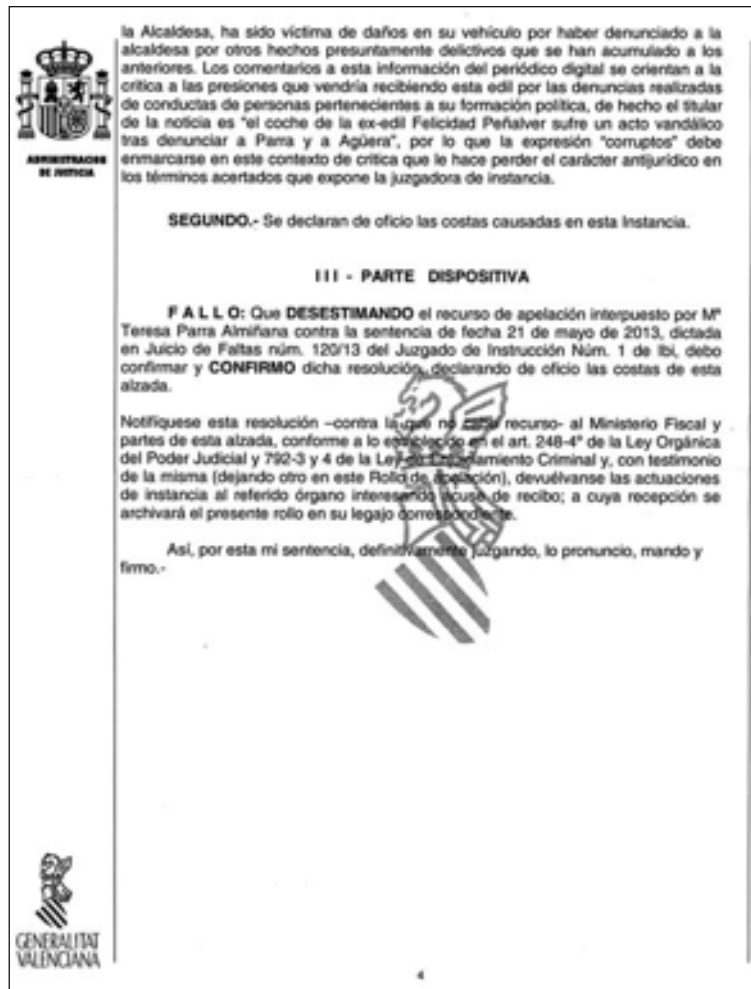 la Alcaldesa, ha sido víctima de daños en su vehículo por haber denunciado a la
alcaldesa por otros hechos presuntamente delictivos que se han acumulado a los
anteriores. Los comentarios a esta información del periódico digital se orientan a la
critica a las presiones que vendría recibiendo esta edil por las denuncias realizadas
de conductas de personas pertenecientes a su formación política, de hecho el titular
de la noticia es "el coche de la ex-edil Felicidad Peñalver sufre un acto vandálico
tras denunciar a Parra y a Agüera", por lo que la expresión "corruptos" debe
enmarcarse en este contexto de critica que le hace perder el carácter antijurídico en
los términos acertados que expone la juzgadora de instancia.
ADMINISTRACION
DE JUSTICIA
SEGUNDO.- Se declaran de oficio las costas causadas en esta Instancia.
III - PARTE DISPOSITIVA
F A L L O: Que DESESTIMANDO el recurso de apelación interpuesto por Mª
Teresa Parra Almiñana contra la sentencia de fecha 21 de mayo de 2013, dictada
en Juicio de Faltas núm. 120/13 del Juzgado de Instrucción Núm. 1 de Ibi, debo
confirmar y CONFIRMO dicha resolución, declarando de oficio las costas de esta
alzada.
Notifíquese esta resolución –contra la que no cabe recurso- al Ministerio Fiscal y
partes de esta alzada, conforme a lo establecido en el art. 248-4º de la Ley Orgánica
del Poder Judicial y 792-3 y 4 de la Ley de Enjuiciamiento Criminal y, con testimonio
de la misma (dejando otro en este Rollo de apelación), devuélvanse las actuaciones
de instancia al referido órgano interesando acuse de recibo; a cuya recepción se
archivará el presente rollo en su legajo correspondiente.
Así, por esta mi sentencia, definitivamente juzgando, lo pronuncio, mando y
firmo.-
GENERALITAT
VALENCIANA
4